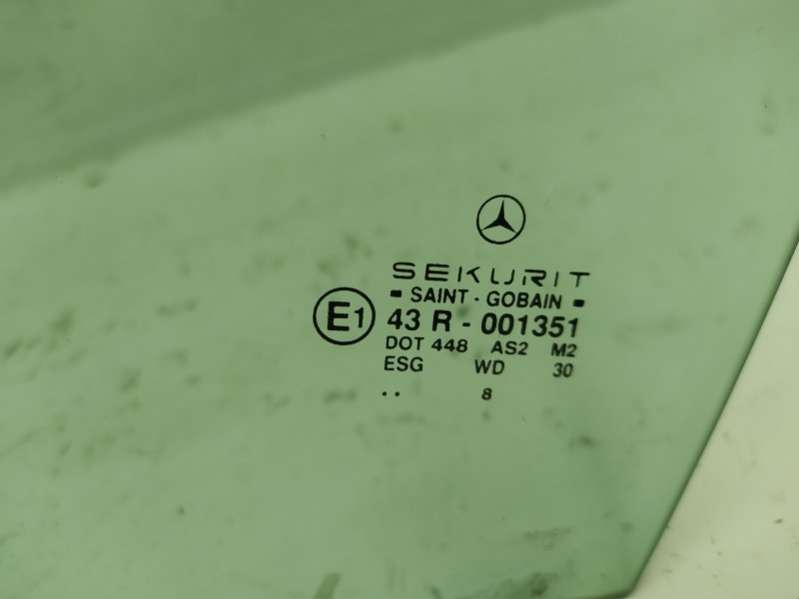 SEKURIT
SAINT - GOBAIN
E1 43 R - 001351
DOT 448 AS2 M2
ESG WD 30
.. 8